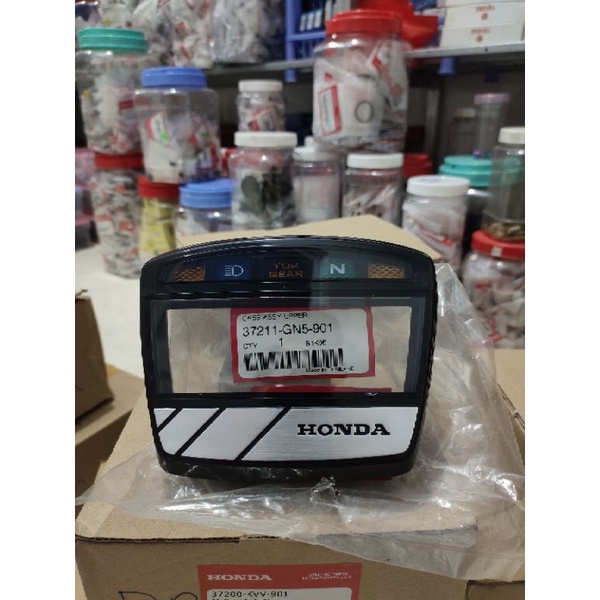 TOP
GEAR
N
CASE ASSY UPPER
37211-GN5-901
QTY 1
HONDA
HONDA
37200-KVV-901